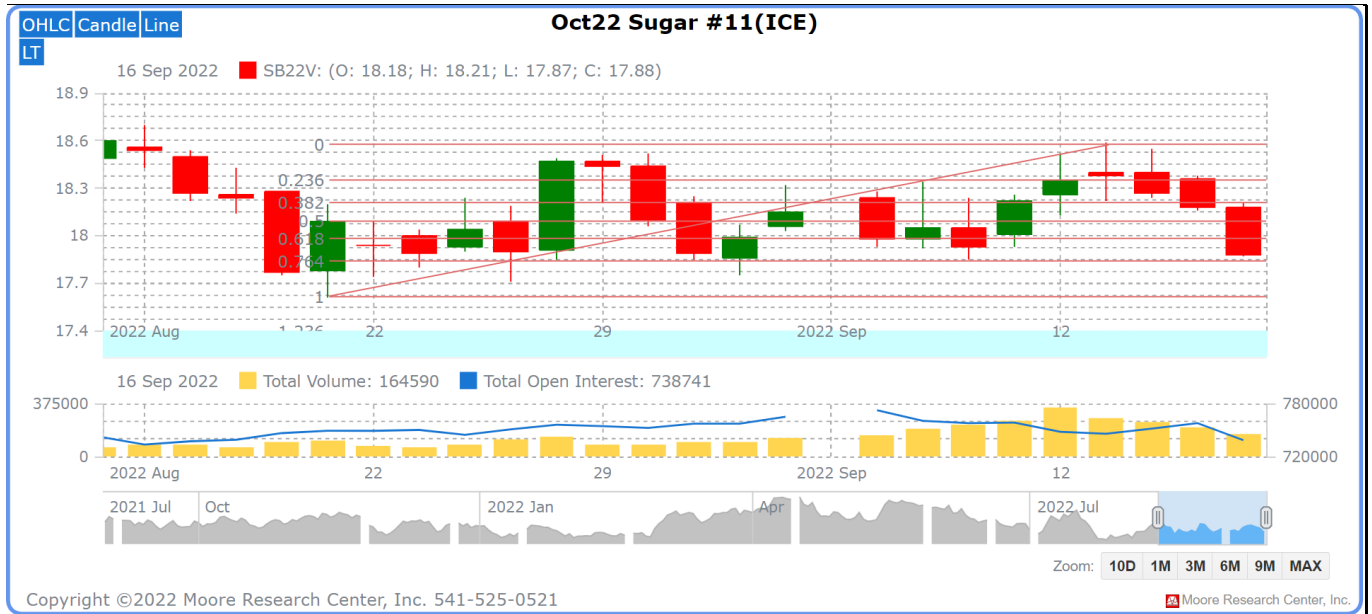 OHLC Candle Line
LT
Oct22 Sugar #11(ICE)
16 Sep 2022 SB22V: (O: 18.18; H: 18.21; L: 17.87; C: 17.88)
18.9
18.6
18.3
18
17.7
17.4
0
0.236
0.382
0.5
0.618
0.764
1
1.236
2022 Aug 22 29 2022 Sep 12
16 Sep 2022 Total Volume: 164590 Total Open Interest: 738741
375000 780000
0 720000
2022 Aug 22 29 2022 Sep 12
2021 Jul Oct 2022 Jan Apr 2022 Jul
Zoom: 10D 1M 3M 6M 9M MAX
Copyright ©2022 Moore Research Center, Inc. 541-525-0521
Moore Research Center, Inc.